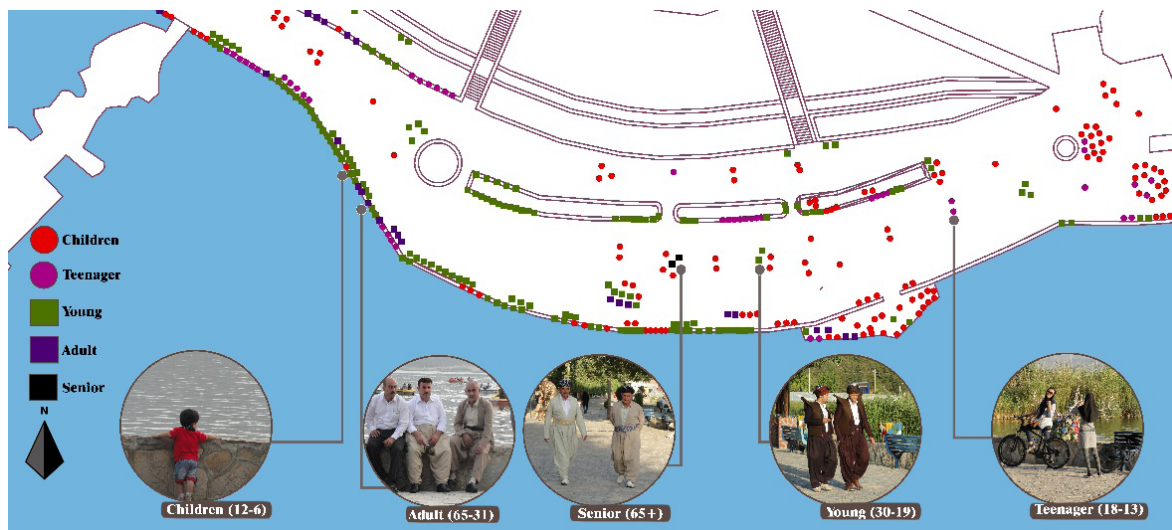 Children
Teenager
Young
Adult
Senior
N
Children (12-6)
Adult (65-31)
Senior (65+)
Young (30-19)
Teenager (18-13)